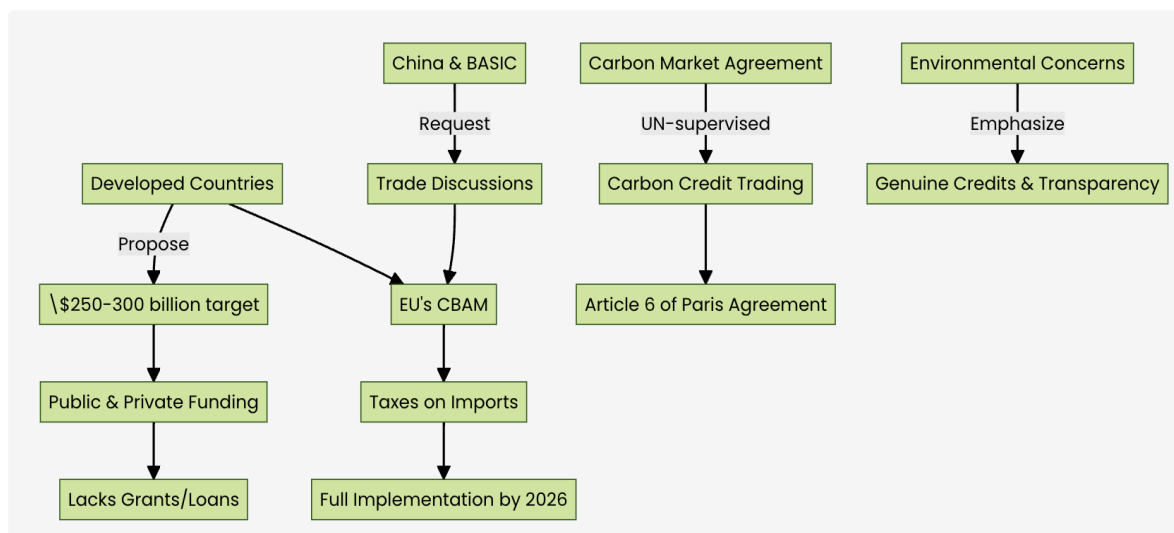 China & BASIC
Carbon Market Agreement
Environmental Concerns
Request
UN-supervised
Emphasize
Developed Countries
Trade Discussions
Carbon Credit Trading
Genuine Credits & Transparency
Propose
\$250-300 billion target
EU's CBAM
Article 6 of Paris Agreement
Public & Private Funding
Taxes on Imports
Lacks Grants/Loans
Full Implementation by 2026